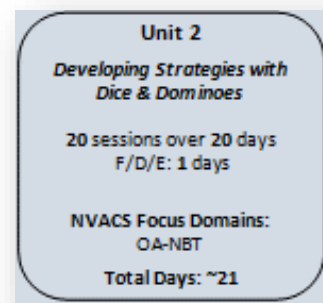 Unit 2
Developing Strategies with
Dice & Dominoes
20 sessions over 20 days
F/D/E: 1 days
NVACS Focus Domains:
OA-NBT
Total Days: ~21